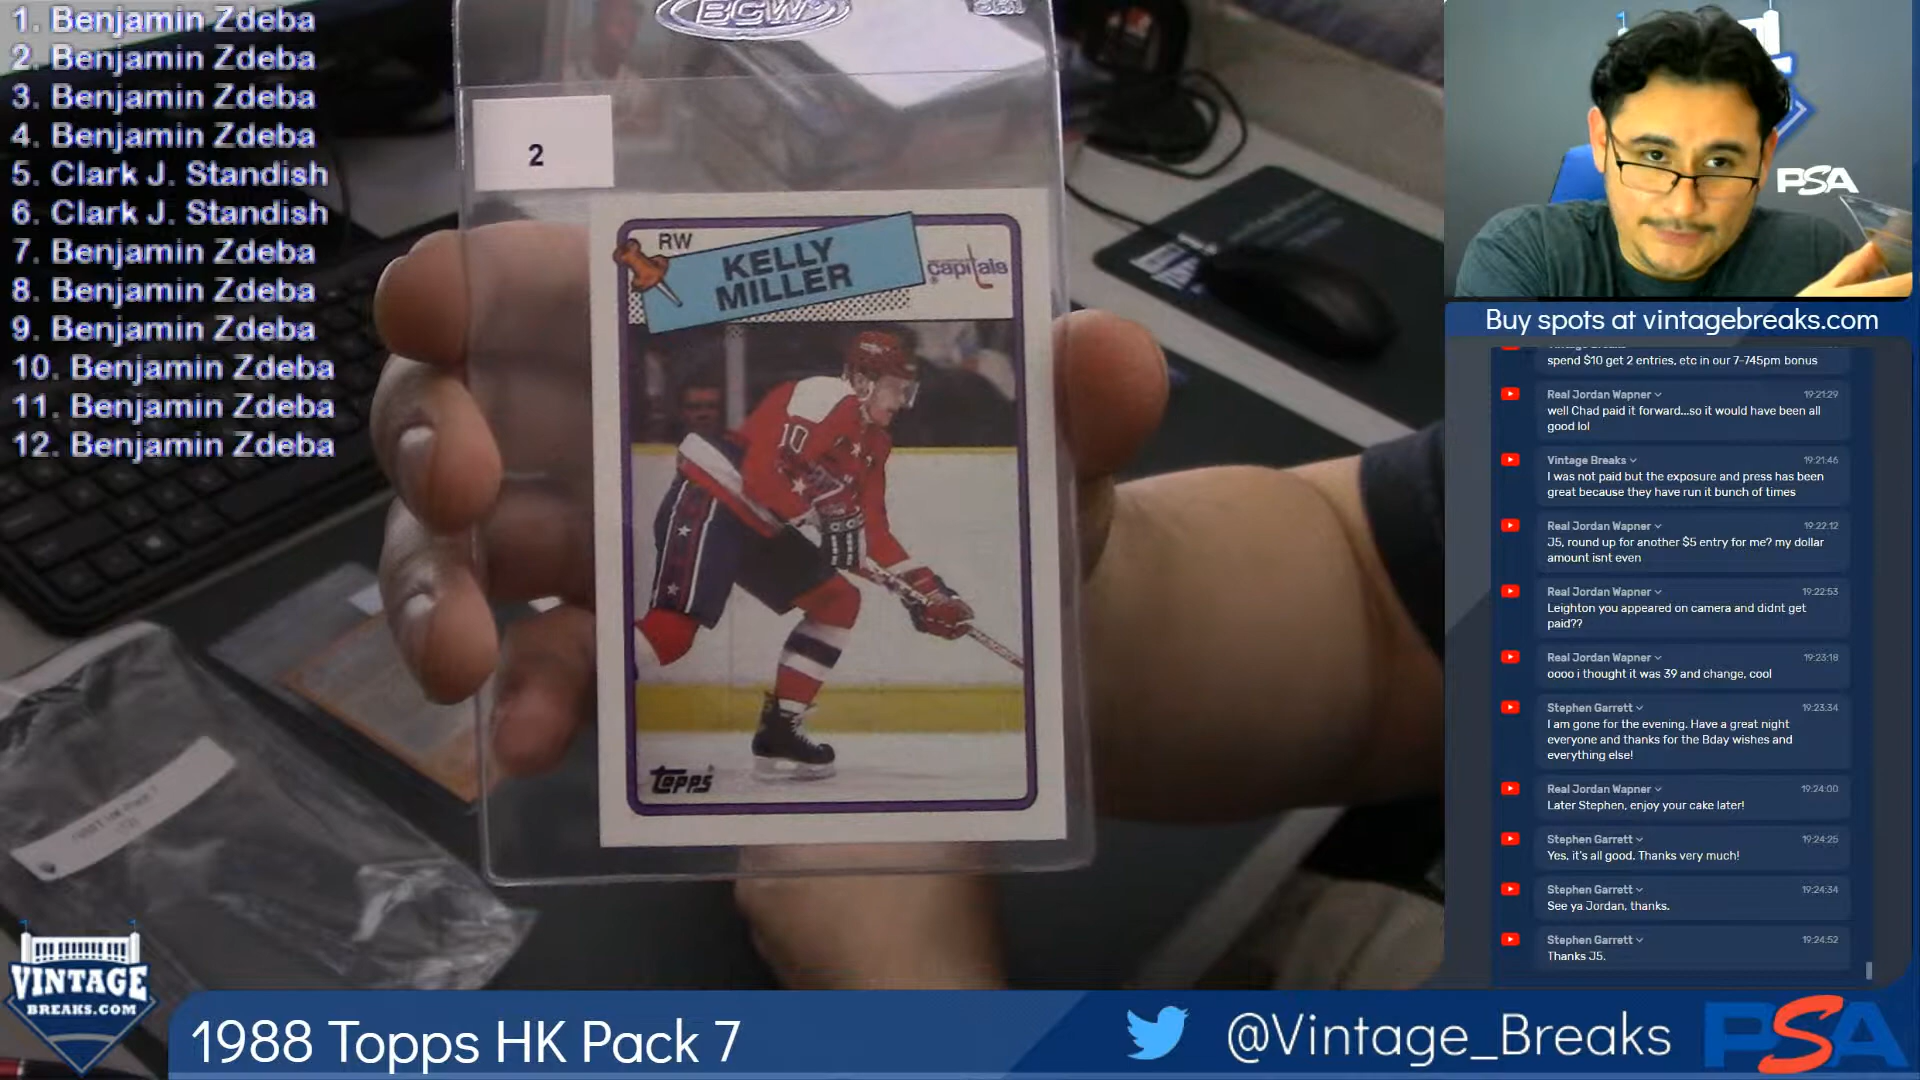 1. Benjamin Zdeba
2. Benjamin Zdeba
3. Benjamin Zdeba
4. Benjamin Zdeba
5. Clark J. Standish
6. Clark J. Standish
7. Benjamin Zdeba
8. Benjamin Zdeba
9. Benjamin Zdeba
10. Benjamin Zdeba
11. Benjamin Zdeba
12. Benjamin Zdeba
BCW
2
RW
KELLY
MILLER
capitals
10
Topps
PSA
Buy spots at vintagebreaks.com
spend $10 get 2 entries, etc in our 7-745pm bonus
Real Jordan Wapner 19:21:29
well Chad paid it forward...so it would have been all
good lol
Vintage Breaks 19:21:46
I was not paid but the exposure and press has been
great because they have run it bunch of times
Real Jordan Wapner 19:22:12
J5, round up for another $5 entry for me? my dollar
amount isnt even
Real Jordan Wapner 19:22:53
Leighton you appeared on camera and didnt get
paid??
Real Jordan Wapner 19:23:18
oooo i thought it was 39 and change, cool
Stephen Garrett 19:23:34
I am gone for the evening. Have a great night
everyone and thanks for the Bday wishes and
everything else!
Real Jordan Wapner 19:24:00
Later Stephen, enjoy your cake later!
Stephen Garrett 19:24:25
Yes, it's all good. Thanks very much!
Stephen Garrett 19:24:34
See ya Jordan, thanks.
Stephen Garrett 19:24:52
Thanks J5.
VINTAGE
BREAKS.COM
1988 Topps HK Pack 7
@Vintage_Breaks
PSA